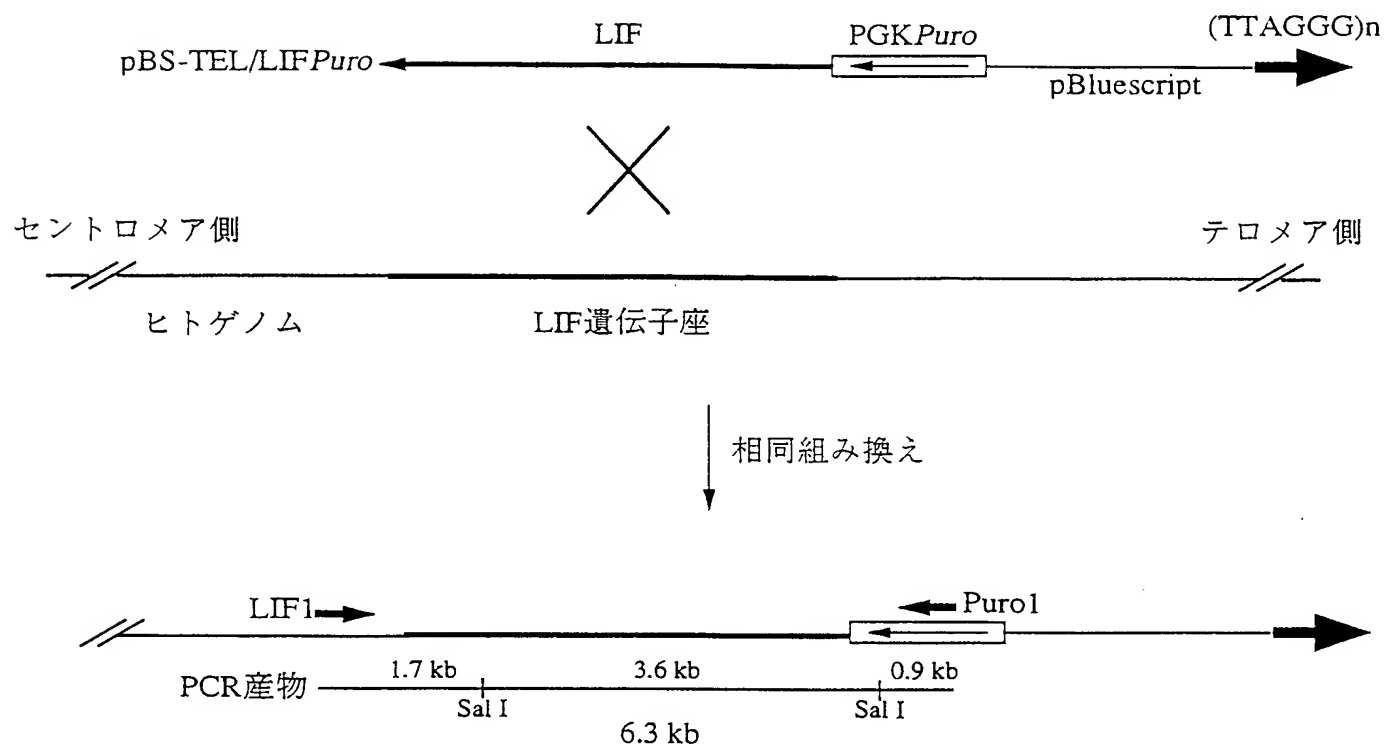 (TTAGGG)n
LIF
PGKPuro
pBS-TEL/LIFPuro
pBluescript
セントロメア側
テロメア側
ヒトゲノム
LIF遺伝子座
相同組み換え
LIF1
Puro1
1.7 kb
3.6 kb
0.9 kb
PCR産物
Sal I
Sal I
6.3 kb